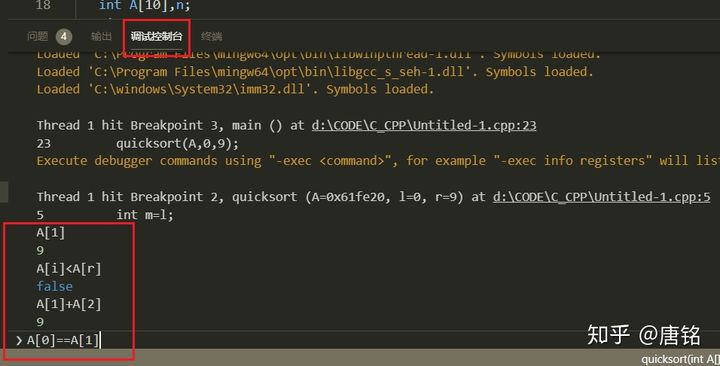 18 int A[10],n;
问题 4 输出 调试控制台 终端
Loaded 'C:\Program Files\mingw64\opt\bin\libwinpthread-1.dll'. Symbols loaded.
Loaded 'C:\Program Files\mingw64\opt\bin\libgcc_s_seh-1.dll'. Symbols loaded.
Loaded 'C:\windows\System32\imm32.dll'. Symbols loaded.
Thread 1 hit Breakpoint 3, main () at d:\CODE\C_CPP\Untitled-1.cpp:23
23 quicksort(A,0,9);
Execute debugger commands using "-exec <command>", for example "-exec info registers" will list
Thread 1 hit Breakpoint 2, quicksort (A=0x61fe20, l=0, r=9) at d:\CODE\C_CPP\Untitled-1.cpp:5
5 int m=l;
A[1]
9
A[i]<A[r]
false
A[1]+A[2]
9
A[0]==A[1]
知乎 @唐铭
quicksort(int A[]